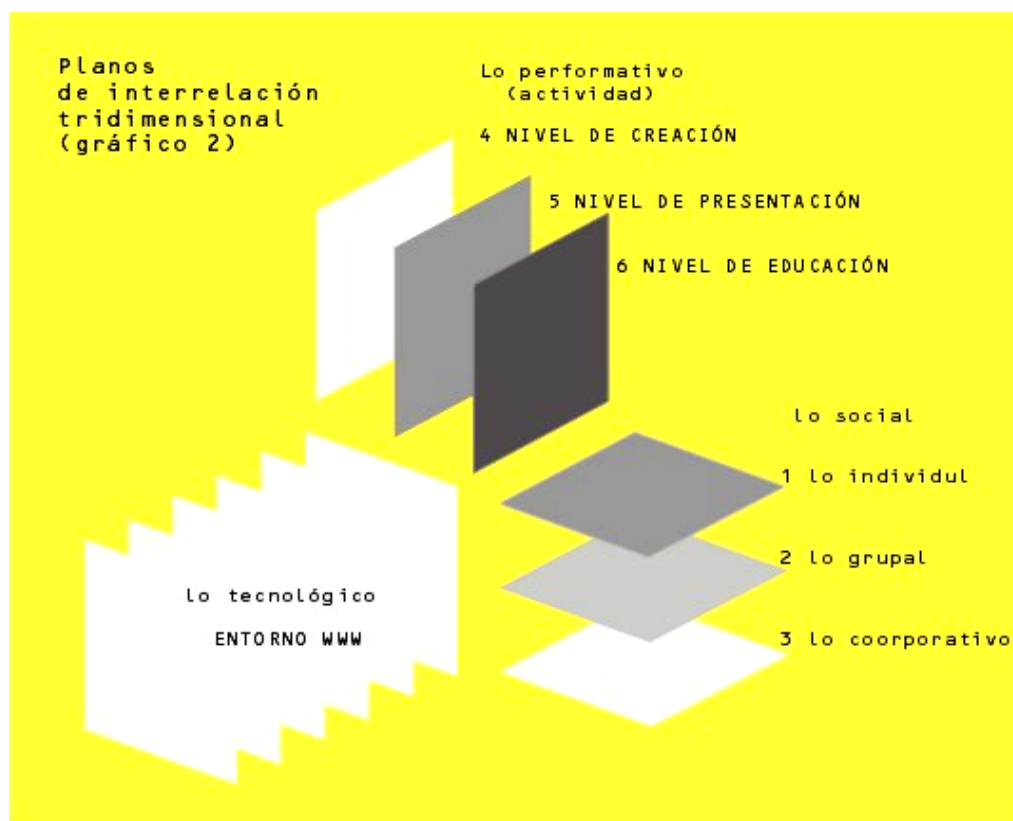 Planos
de interrelación
tridimensional
(gráfico 2)
Lo performativo
(actividad)
4 NIVEL DE CREACIÓN
5 NIVEL DE PRESENTACIÓN
6 NIVEL DE EDUCACIÓN
lo social
1 lo individul
2 lo grupal
3 lo coorporativo
lo tecnológico
ENTORNO WWW